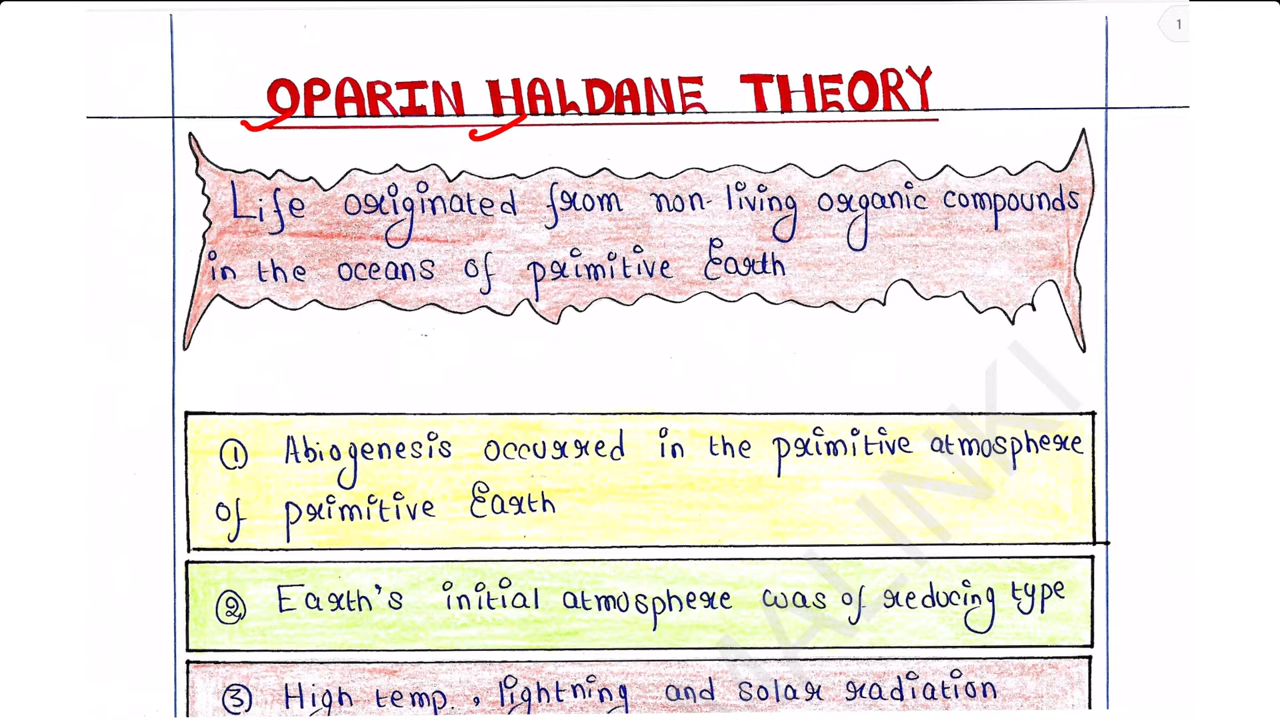 1
OPARIN HALDANE THEORY
Life originated from non-living organic compounds
in the oceans of primitive Earth
① Abiogenesis occurred in the primitive atmosphere
of primitive Earth
② Earth's initial atmosphere was of reducing type
③ High temp., lightning and solar radiation